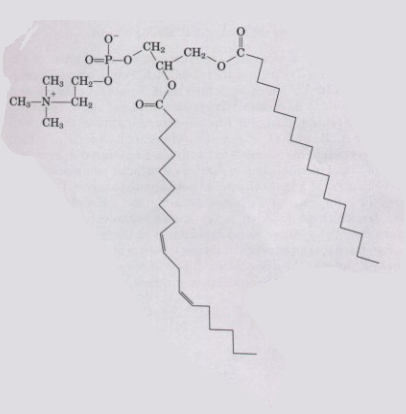 O⁻
O=P—O
CH₂
CH
CH₂
O
O
O
CH₃
CH₂—O
O
CH₃—N⁺—CH₂
CH₃
O=C
C